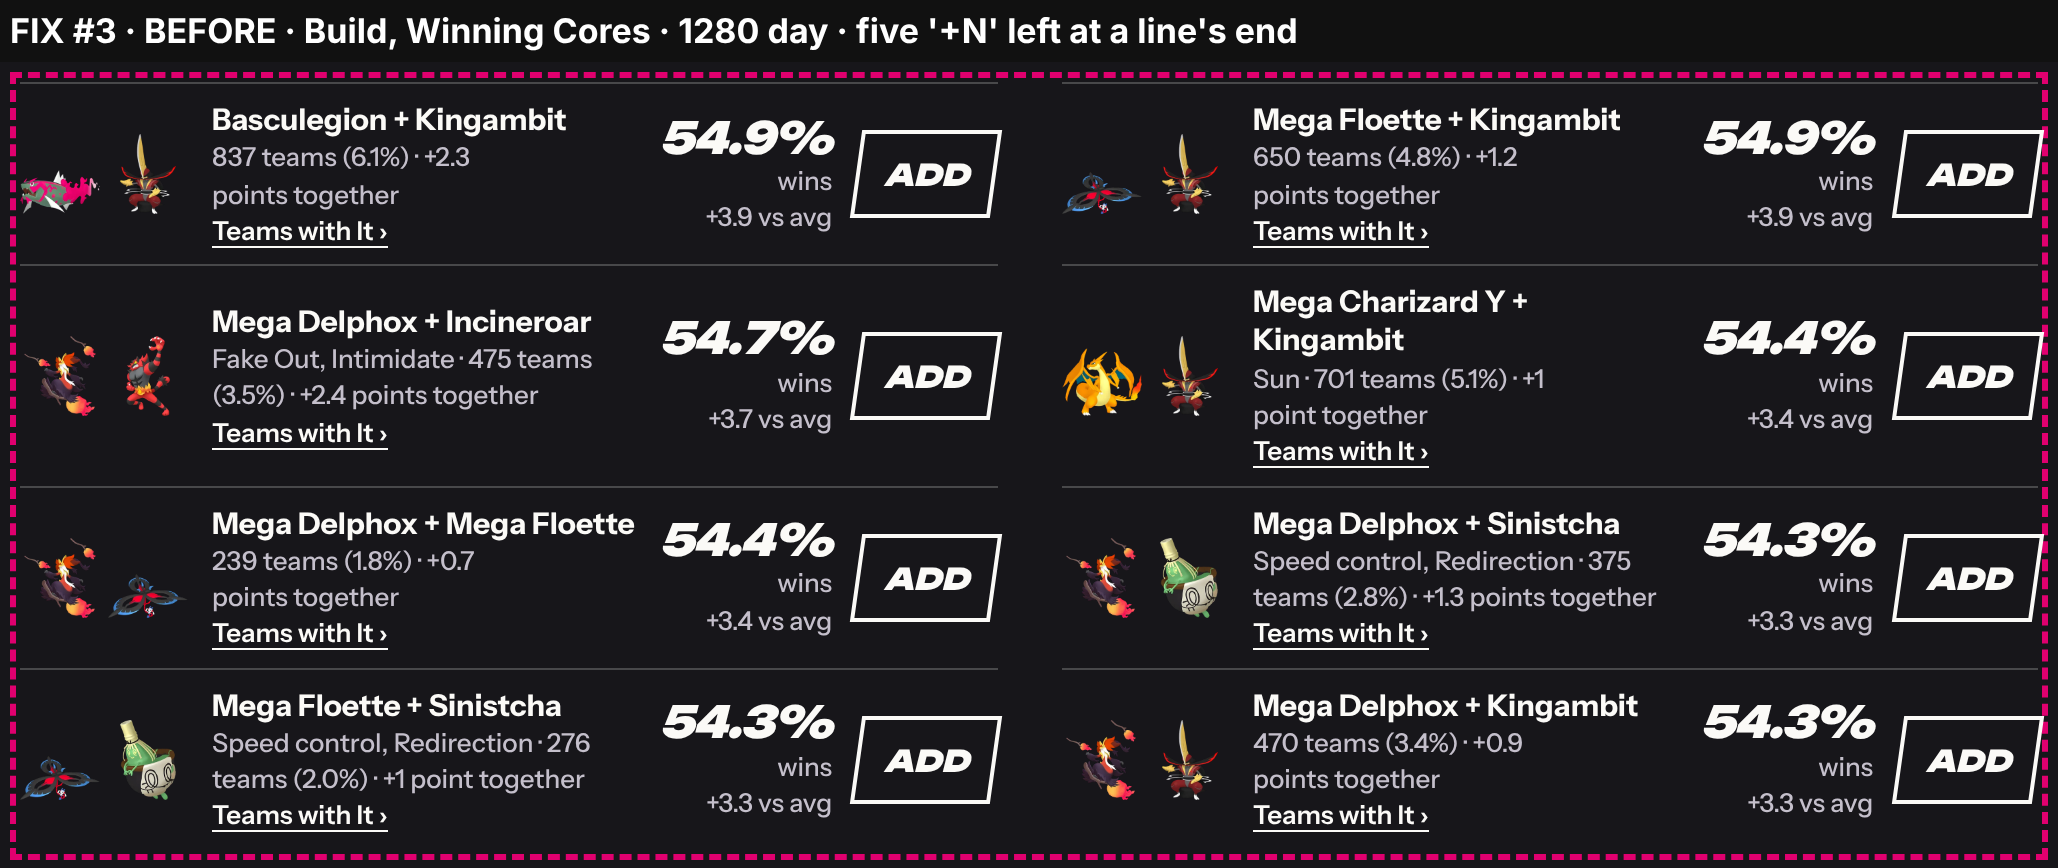 FIX #3 · BEFORE · Build, Winning Cores · 1280 day · five '+N' left at a line's end
Basculegion + Kingambit
837 teams (6.1%) · +2.3
points together
Teams with It ›
54.9%
wins
+3.9 vs avg
ADD
Mega Floette + Kingambit
650 teams (4.8%) · +1.2
points together
Teams with It ›
54.9%
wins
+3.9 vs avg
ADD
Mega Delphox + Incineroar
Fake Out, Intimidate · 475 teams
(3.5%) · +2.4 points together
Teams with It ›
54.7%
wins
+3.7 vs avg
ADD
Mega Charizard Y +
Kingambit
Sun · 701 teams (5.1%) · +1
point together
Teams with It ›
54.4%
wins
+3.4 vs avg
ADD
Mega Delphox + Mega Floette
239 teams (1.8%) · +0.7
points together
Teams with It ›
54.4%
wins
+3.4 vs avg
ADD
Mega Delphox + Sinistcha
Speed control, Redirection · 375
teams (2.8%) · +1.3 points together
Teams with It ›
54.3%
wins
+3.3 vs avg
ADD
Mega Floette + Sinistcha
Speed control, Redirection · 276
teams (2.0%) · +1 point together
Teams with It ›
54.3%
wins
+3.3 vs avg
ADD
Mega Delphox + Kingambit
470 teams (3.4%) · +0.9
points together
Teams with It ›
54.3%
wins
+3.3 vs avg
ADD